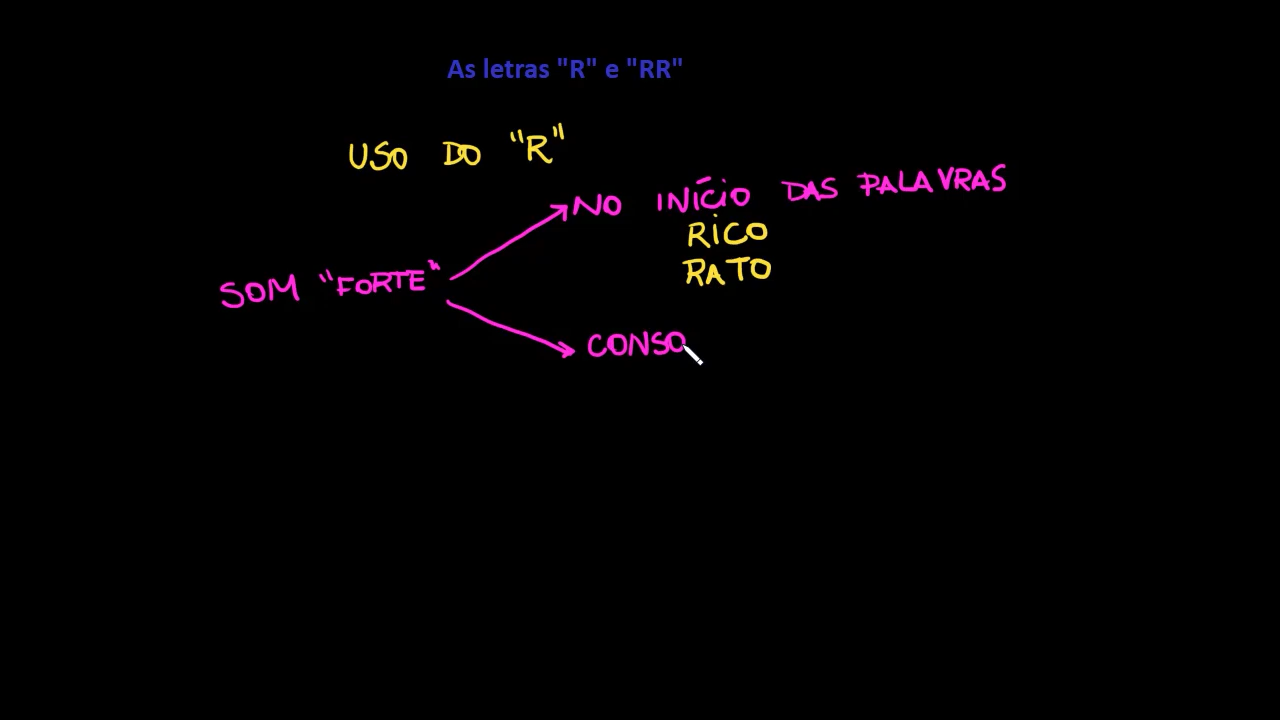 As letras "R" e "RR"
USO DO "R"
NO INÍCIO DAS PALAVRAS
RICO
RATO
SOM "FORTE"
CONSO